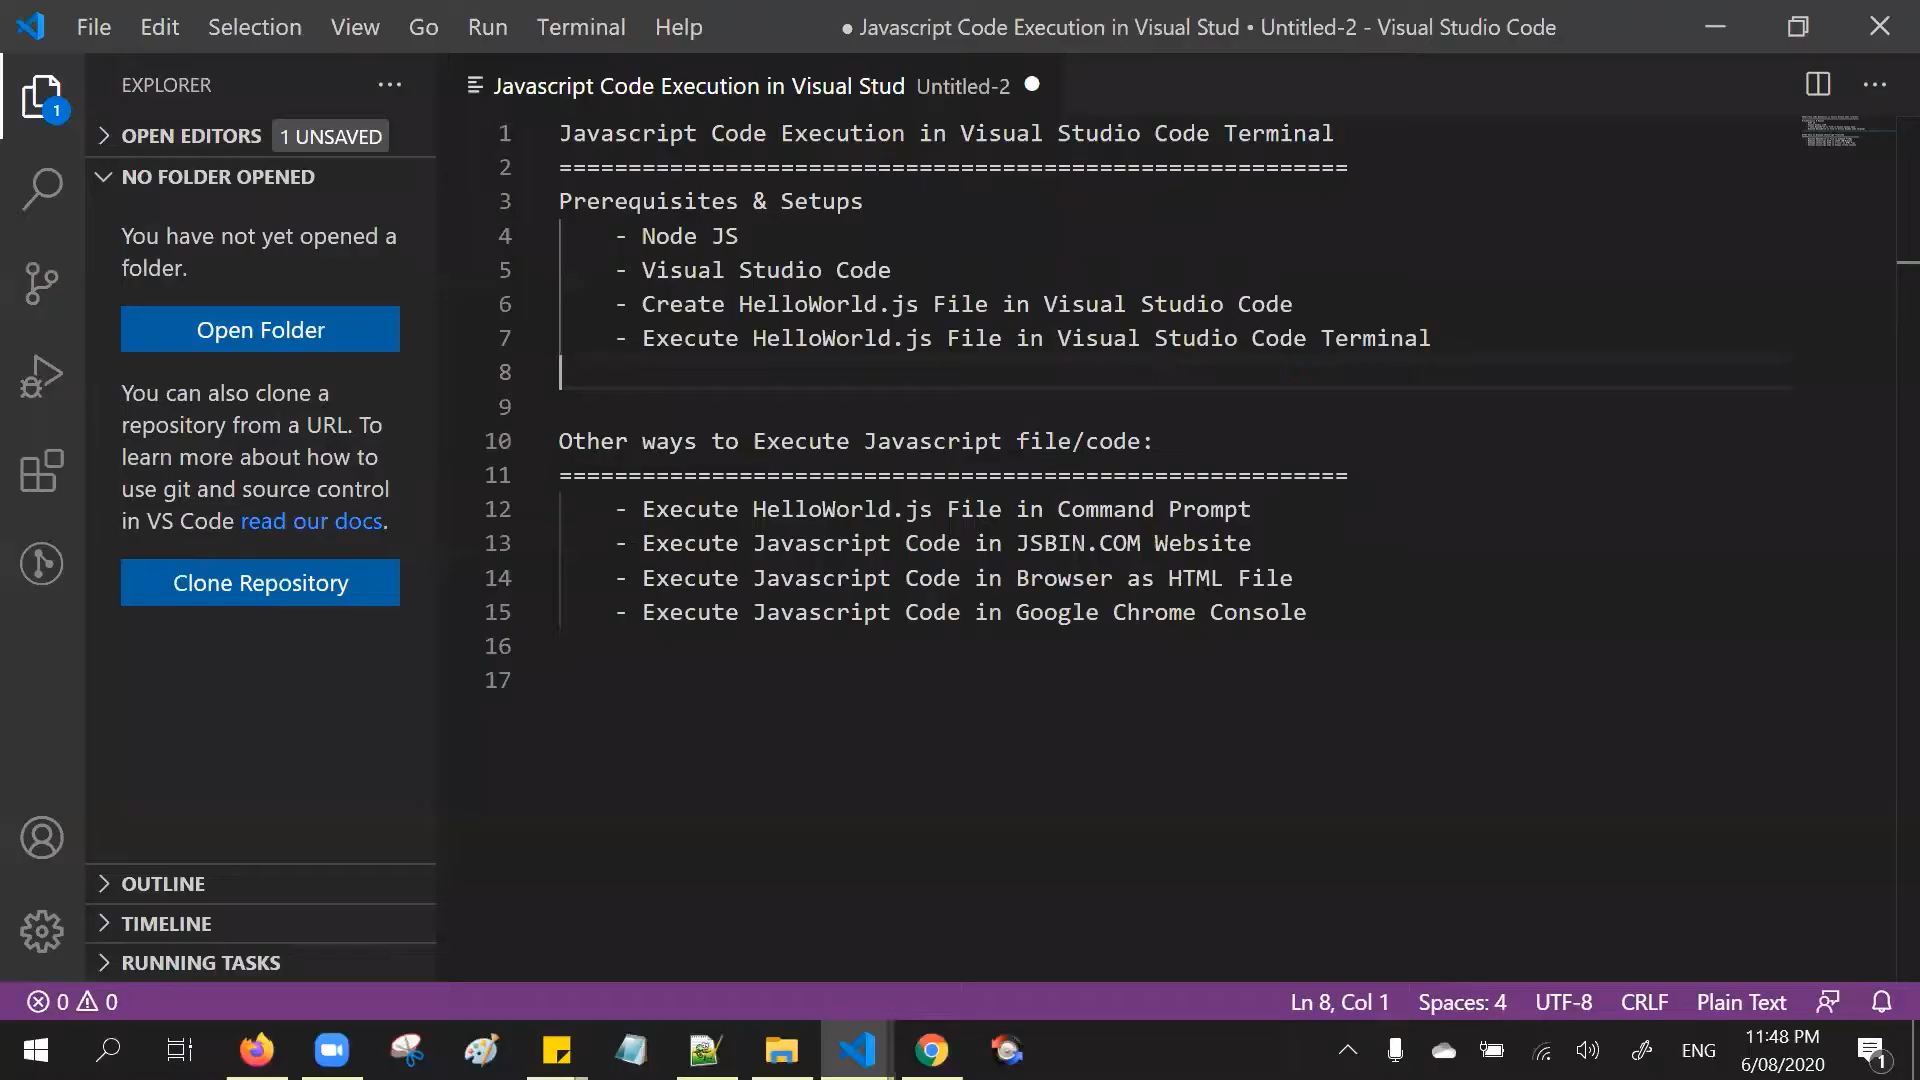 File Edit Selection View Go Run Terminal Help
● Javascript Code Execution in Visual Stud • Untitled-2 - Visual Studio Code
EXPLORER
1
OPEN EDITORS 1 UNSAVED
NO FOLDER OPENED
You have not yet opened a
folder.
Open Folder
You can also clone a
repository from a URL. To
learn more about how to
use git and source control
in VS Code read our docs.
Clone Repository
OUTLINE
TIMELINE
RUNNING TASKS
Javascript Code Execution in Visual Stud Untitled-2
1 Javascript Code Execution in Visual Studio Code Terminal
2 =========================================================
3 Prerequisites & Setups
4 - Node JS
5 - Visual Studio Code
6 - Create HelloWorld.js File in Visual Studio Code
7 - Execute HelloWorld.js File in Visual Studio Code Terminal
8
9
10 Other ways to Execute Javascript file/code:
11 =========================================================
12 - Execute HelloWorld.js File in Command Prompt
13 - Execute Javascript Code in JSBIN.COM Website
14 - Execute Javascript Code in Browser as HTML File
15 - Execute Javascript Code in Google Chrome Console
16
17
0 0
Ln 8, Col 1 Spaces: 4 UTF-8 CRLF Plain Text
ENG
11:48 PM
6/08/2020
1